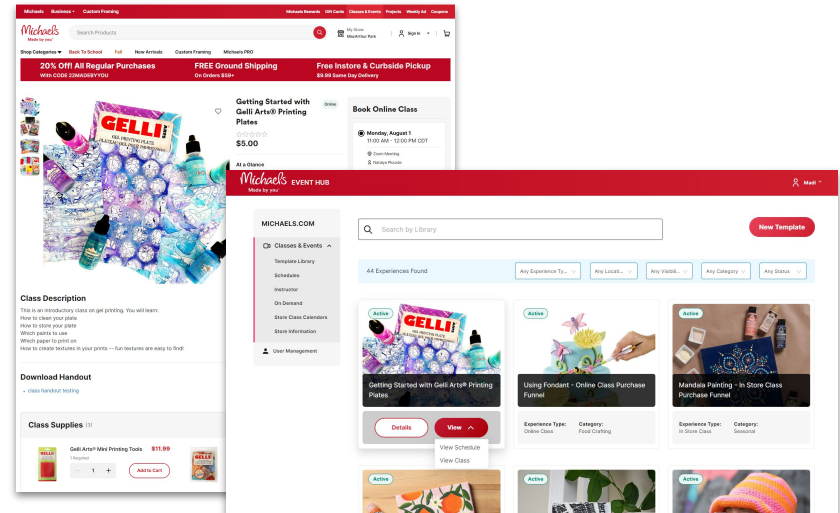 Michaels Business Custom Framing
Michaels Rewards Gift Cards Classes & Events Projects Weekly Ad Coupons
Michaels
Made by you
Search Products
My Store:
MacArthur Park
Sign In
Shop Categories Back To School Fall New Arrivals Custom Framing Michaels PRO
20% Off! All Regular Purchases
With CODE 22MADEBYYOU
FREE Ground Shipping
On Orders $59+
Free Instore & Curbside Pickup
$9.99 Same Day Delivery
GELLI ARTS
GEL PRINTING PLATE
Getting Started with
Gelli Arts® Printing
Plates
Online
$5.00
At a Glance
Book Online Class
Monday, August 1
11:00 AM - 12:00 PM CDT
Zoom Meeting
Class Description
This is an introductory class on gel printing. You will learn:
How to clean your plate
How to store your plate
Which paints to use
Which paper to print on
How to create textures in your prints -- fun textures are easy to find!
Download Handout
class handout testing
Class Supplies (3)
Gelli Arts® Mini Printing Tools $11.99
1 Required
- 1 +
Add to Cart
Michaels
Made by you
EVENT HUB
Madi
MICHAELS.COM
Classes & Events
Template Library
Schedules
Instructor
On Demand
Store Class Calendars
Store Information
User Management
Search by Library
New Template
44 Experiences Found
Any Experience Ty...
Any Locati...
Any Visibili...
Any Category
Any Status
Active
GELLI
Getting Started with Gelli Arts® Printing
Plates
Details
View
View Schedule
View Class
Active
Using Fondant - Online Class Purchase
Funnel
Experience Type: Category:
Online Class Food Crafting
Active
Mandala Painting - In Store Class
Purchase Funnel
Experience Type: Category:
In Store Class Seasonal
Active
Active
Active